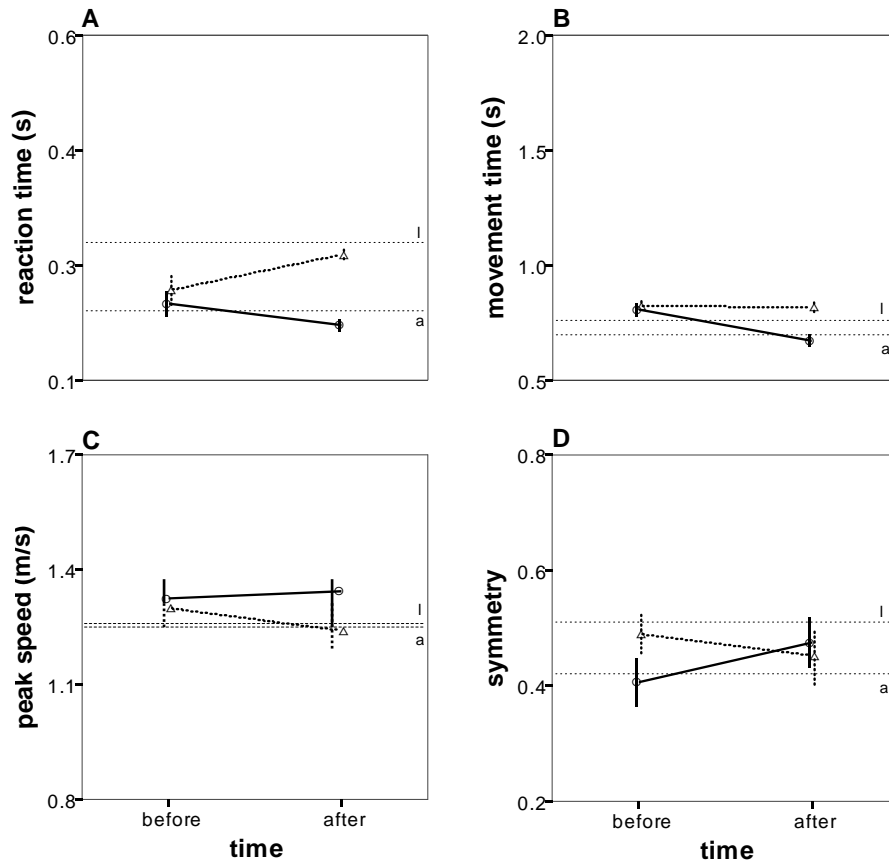 A
B
0.6
0.4
0.3
0.1
reaction time (s)
l
a
2.0
1.5
1.0
0.5
movement time (s)
l
a
C
D
1.7
1.4
1.1
0.8
peak speed (m/s)
l
a
before
after
time
0.8
0.6
0.4
0.2
symmetry
l
a
before
after
time